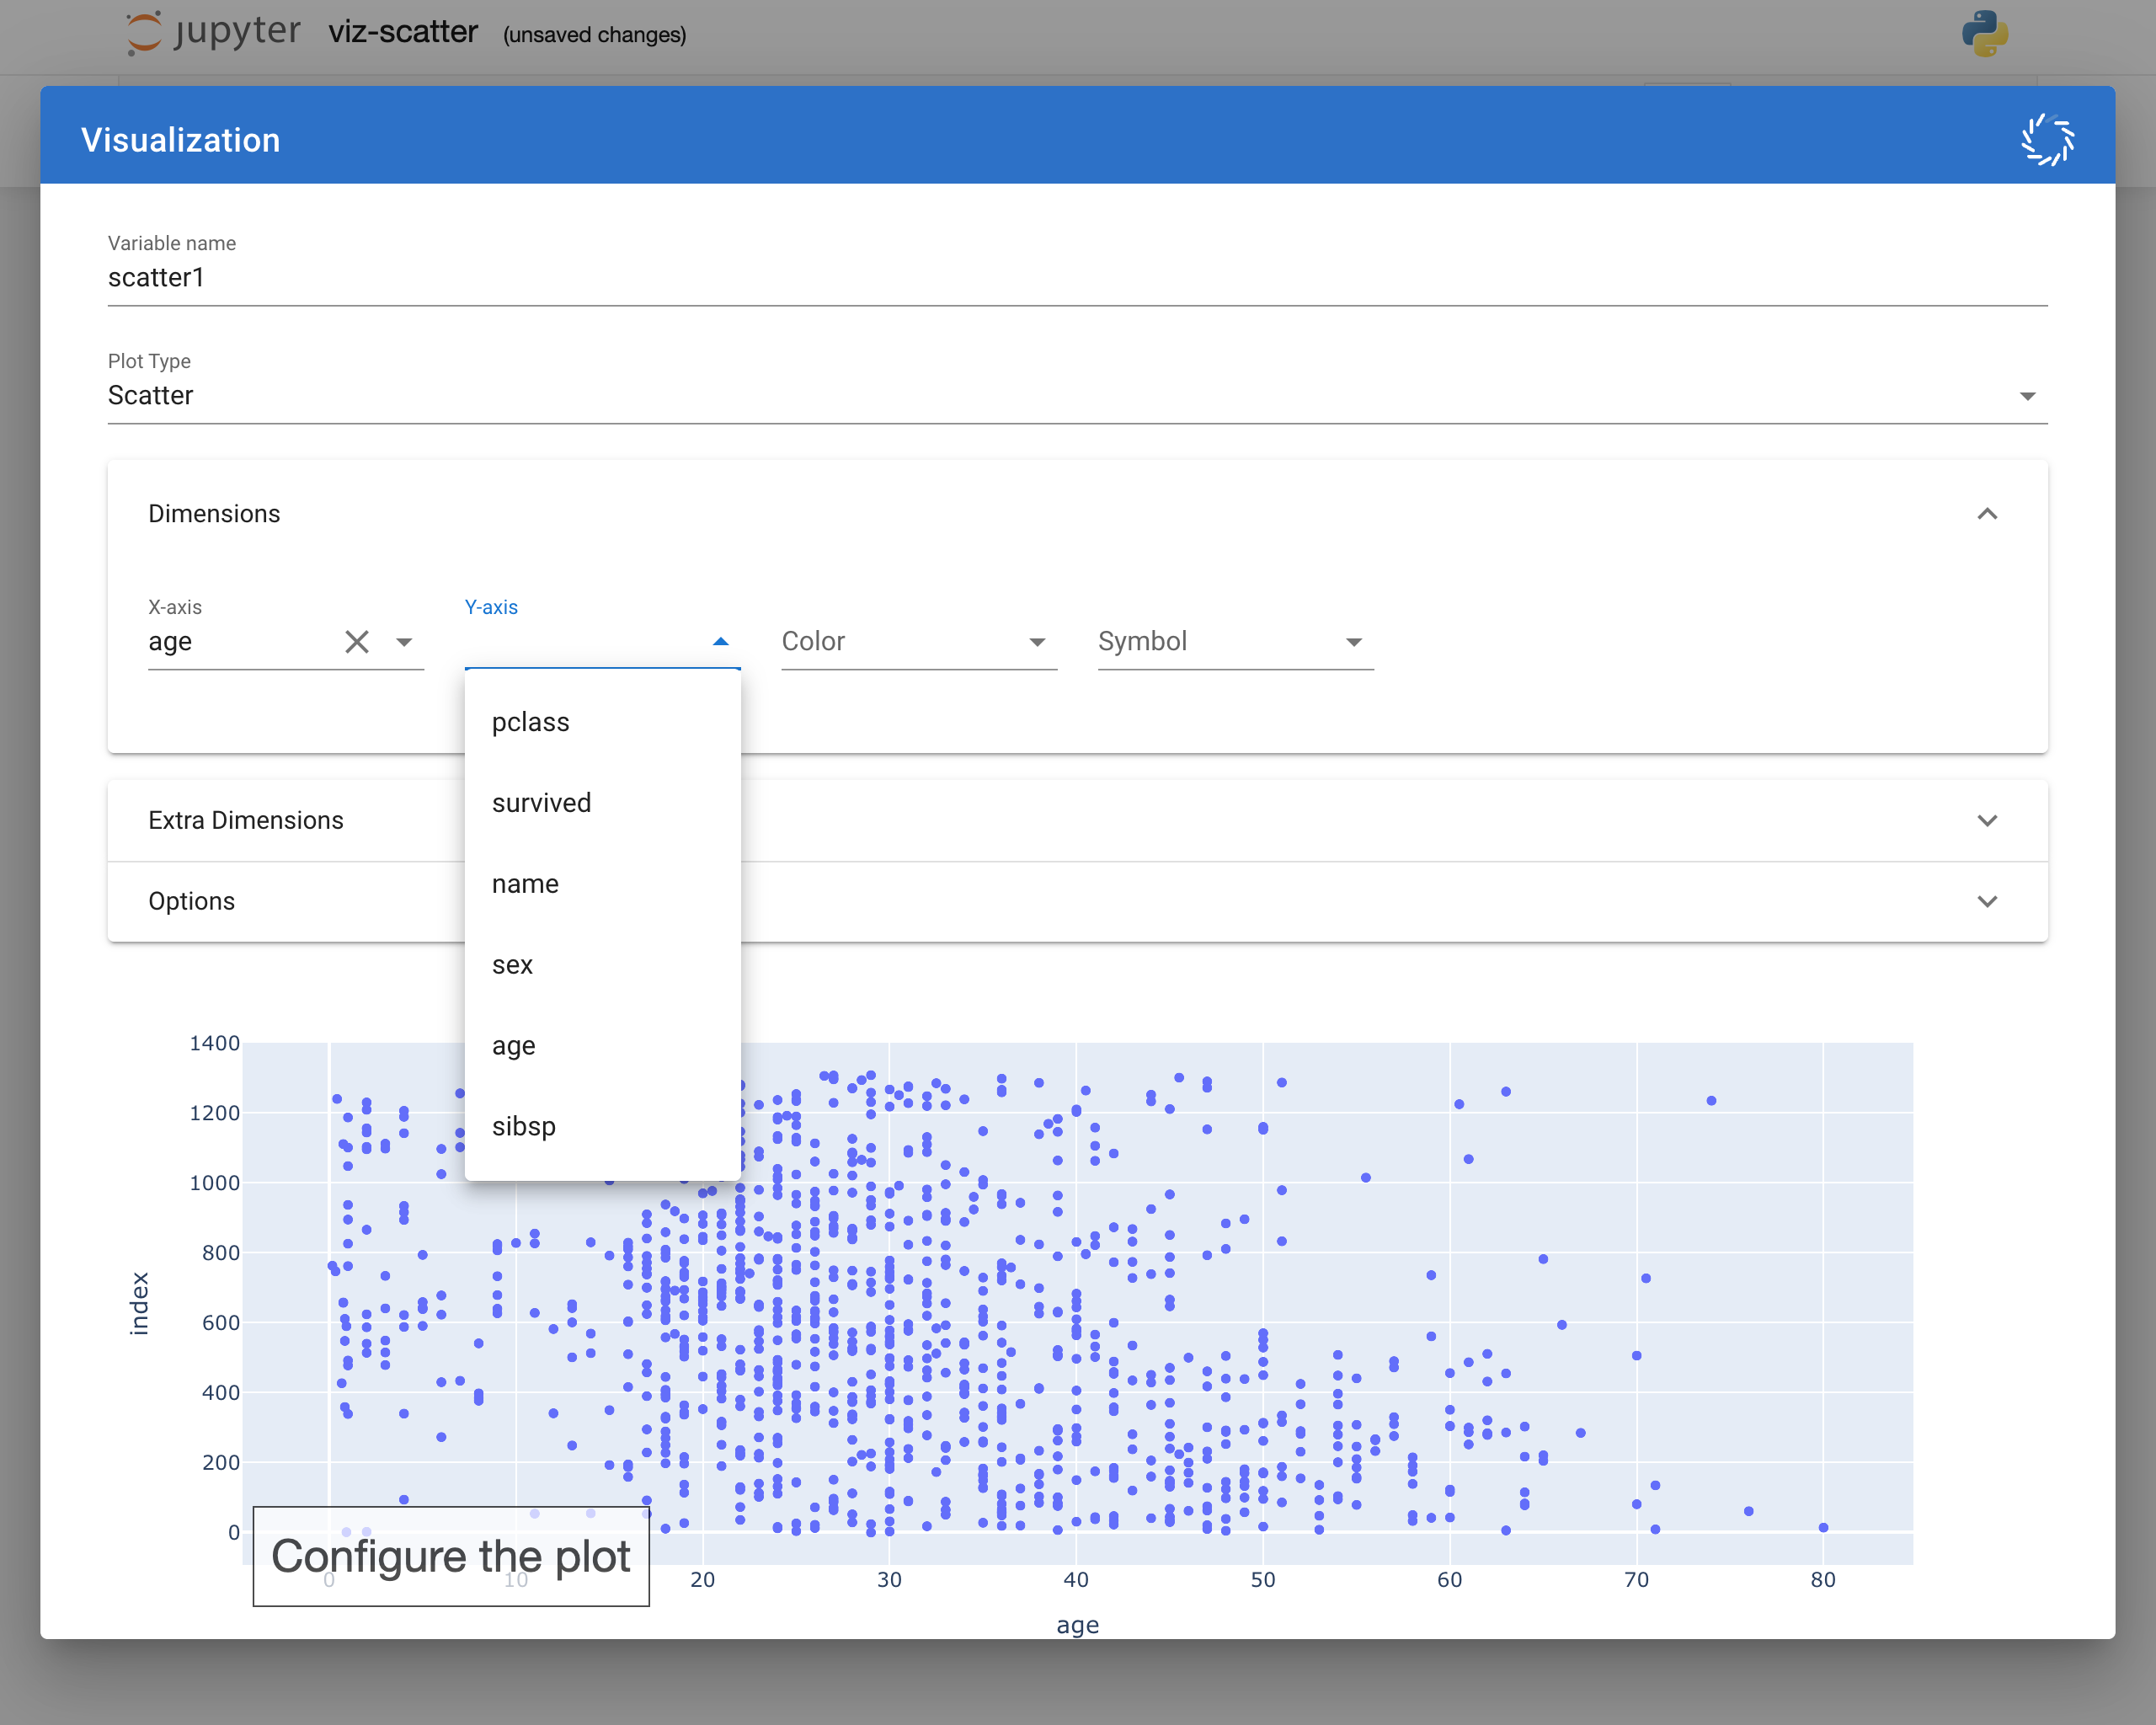 jupyter viz-scatter (unsaved changes)
Visualization
Variable name
scatter1
Plot Type
Scatter
Dimensions
X-axis Y-axis
age Color Symbol
pclass
survived
name
sex
age
sibsp
Extra Dimensions
Options
1400
1200
1000
800
600
400
200
0
index
Configure the plot
0 10 20 30 40 50 60 70 80
age